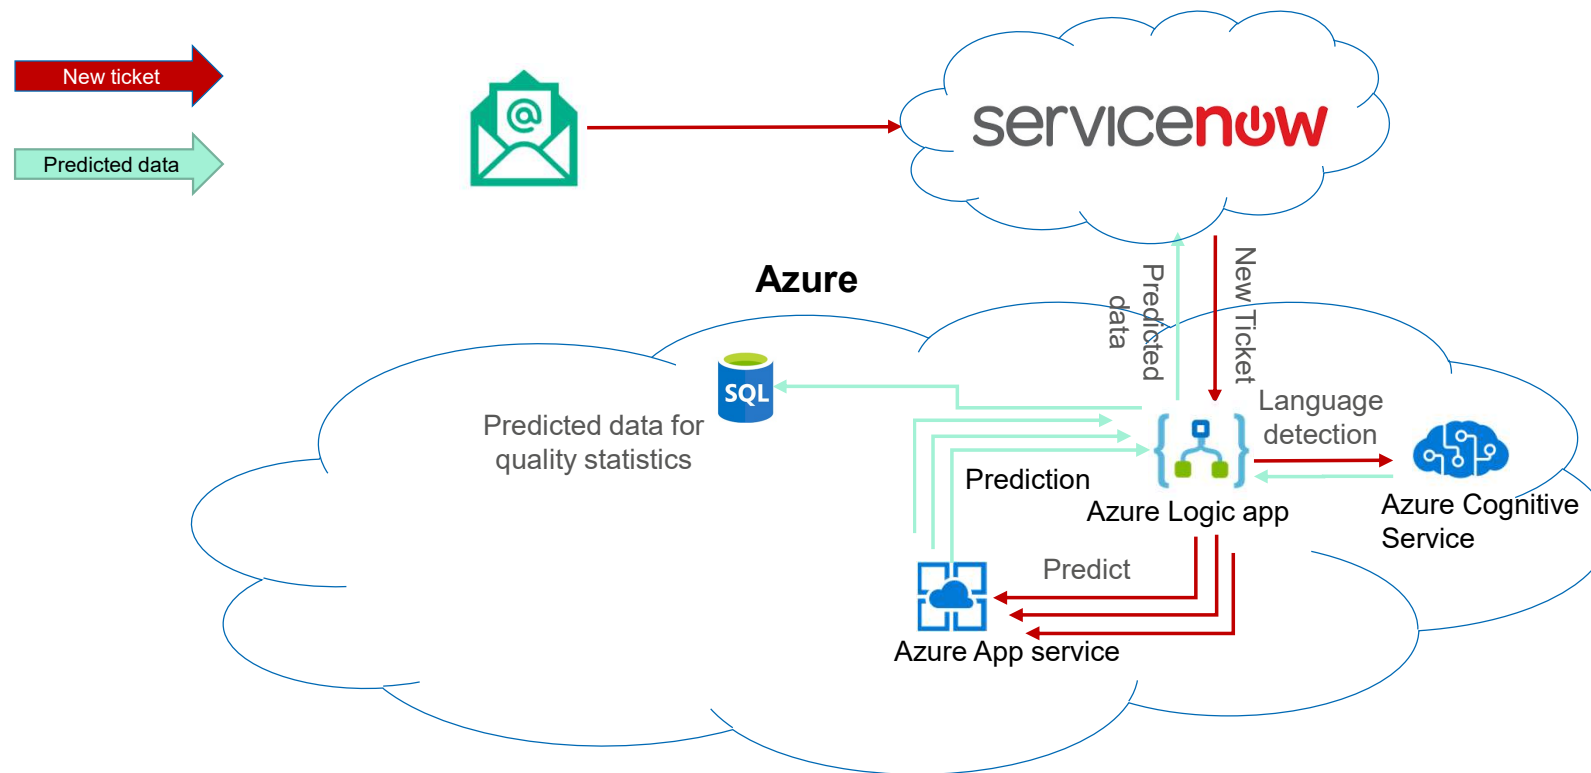 New ticket
Predicted data
@
servicenow
Azure
Predicted
data
New Ticket
SQL
Predicted data for
quality statistics
Language
detection
Prediction
Azure Logic app
Azure Cognitive
Service
Predict
Azure App service